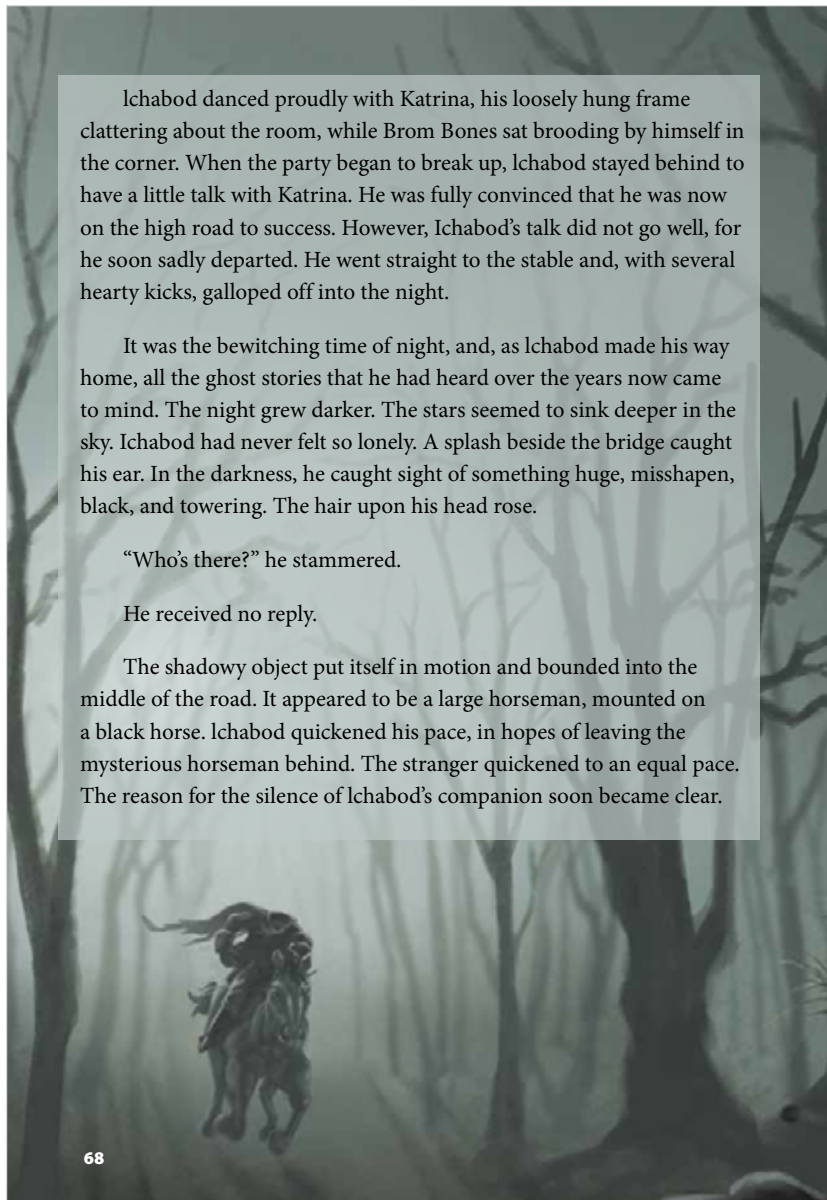 lchabod danced proudly with Katrina, his loosely hung frame
clattering about the room, while Brom Bones sat brooding by himself in
the corner. When the party began to break up, lchabod stayed behind to
have a little talk with Katrina. He was fully convinced that he was now
on the high road to success. However, Ichabod’s talk did not go well, for
he soon sadly departed. He went straight to the stable and, with several
hearty kicks, galloped off into the night.
It was the bewitching time of night, and, as lchabod made his way
home, all the ghost stories that he had heard over the years now came
to mind. The night grew darker. The stars seemed to sink deeper in the
sky. Ichabod had never felt so lonely. A splash beside the bridge caught
his ear. In the darkness, he caught sight of something huge, misshapen,
black, and towering. The hair upon his head rose.
“Who’s there?” he stammered.
He received no reply.
The shadowy object put itself in motion and bounded into the
middle of the road. It appeared to be a large horseman, mounted on
a black horse. lchabod quickened his pace, in hopes of leaving the
mysterious horseman behind. The stranger quickened to an equal pace.
The reason for the silence of lchabod’s companion soon became clear.
68